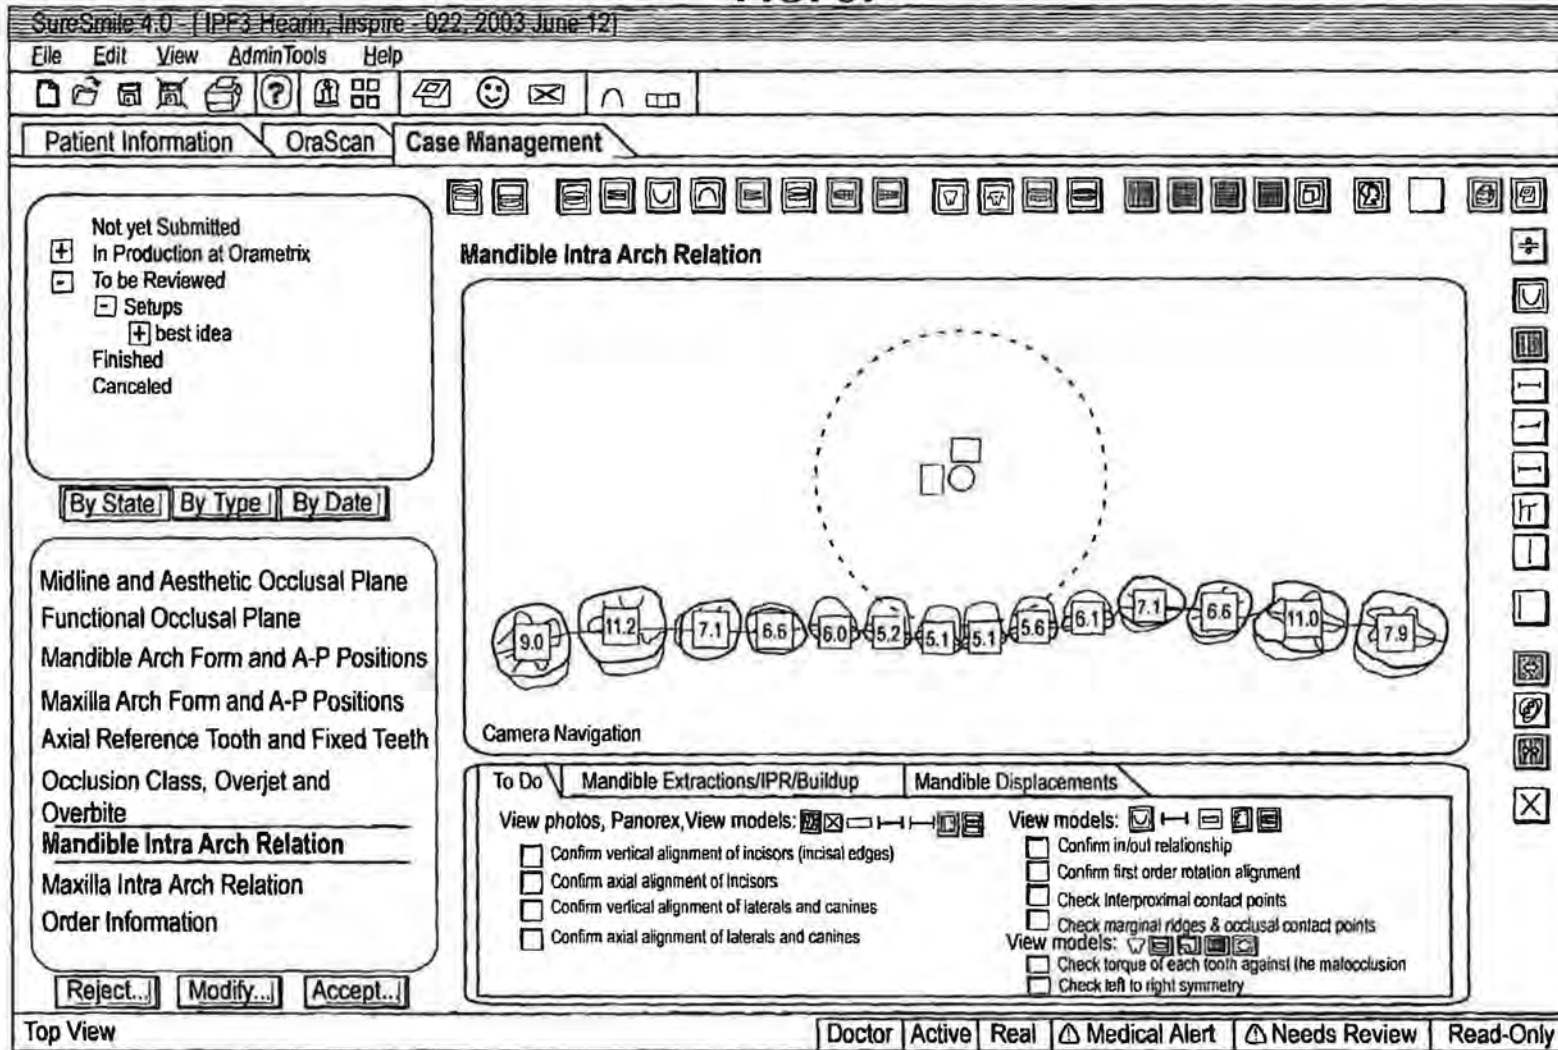 SureSmile 4.0 - [ IPF3 Hearin, Inspire - 022, 2003 June 12]
File Edit View AdminTools Help
Patient Information OraScan Case Management
Not yet Submitted
In Production at Orametrix
To be Reviewed
Setups
best idea
Finished
Canceled
By State By Type By Date
Midline and Aesthetic Occlusal Plane
Functional Occlusal Plane
Mandible Arch Form and A-P Positions
Maxilla Arch Form and A-P Positions
Axial Reference Tooth and Fixed Teeth
Occlusion Class, Overjet and
Overbite
Mandible Intra Arch Relation
Maxilla Intra Arch Relation
Order Information
Reject... Modify... Accept...
Mandible Intra Arch Relation
9.0 11.2 7.1 6.6 6.0 5.2 5.1 5.1 5.6 6.1 7.1 6.6 11.0 7.9
Camera Navigation
To Do Mandible Extractions/IPR/Buildup Mandible Displacements
View photos, Panorex,View models:
Confirm vertical alignment of incisors (incisal edges)
Confirm axial alignment of Incisors
Confirm vertical alignment of laterals and canines
Confirm axial alignment of laterals and canines
View models:
Confirm in/out relationship
Confirm first order rotation alignment
Check Interproximal contact points
Check marginal ridges & occlusal contact points
View models:
Check torque of each tooth against the malocclusion
Check left to right symmetry
Top View Doctor Active Real Medical Alert Needs Review Read-Only